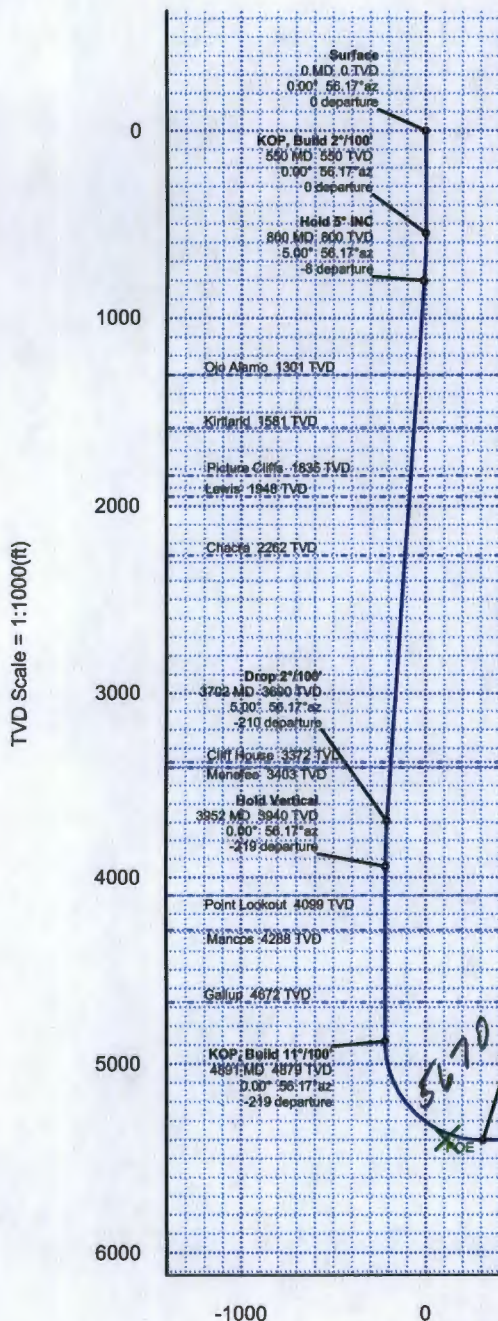 Surface
0 MD 0 TVD
0.00° 56.17°az
0 departure
0
KOP, Build 2°/100'
550 MD 550 TVD
0.00° 56.17°az
0 departure
Hold 5° INC
800 MD 800 TVD
5.00° 56.17°az
-8 departure
1000
Ojo Alamo 1301 TVD
Kirtland 1581 TVD
Picture Cliffs 1835 TVD
Lewis 1948 TVD
2000
Chacra 2262 TVD
TVD Scale = 1:1000(ft)
Drop 2°/100'
3702 MD 3690 TVD
5.00° 56.17°az
-210 departure
3000
Cliff House 3372 TVD
Menefee 3403 TVD
Hold Vertical
3952 MD 3940 TVD
0.00° 56.17°az
-219 departure
4000
Point Lookout 4099 TVD
Mancos 4288 TVD
Gallup 4672 TVD
5000
KOP, Build 11°/100'
4891 MD 4879 TVD
0.00° 56.17°az
-219 departure
5670
6000
-1000
0